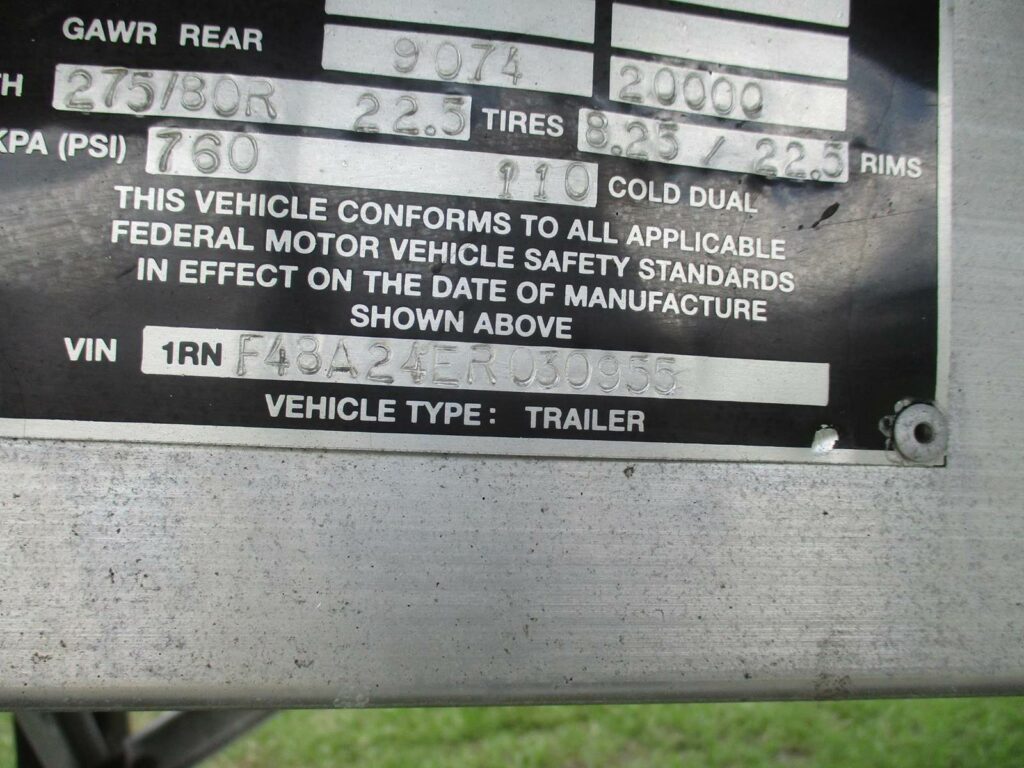 GAWR REAR 9074 20000
TH 275/80R 22.5 TIRES 8.25 / 22.5 RIMS
KPA (PSI) 760 110 COLD DUAL
THIS VEHICLE CONFORMS TO ALL APPLICABLE
FEDERAL MOTOR VEHICLE SAFETY STANDARDS
IN EFFECT ON THE DATE OF MANUFACTURE
SHOWN ABOVE
VIN 1RNF48A24ER030955
VEHICLE TYPE: TRAILER